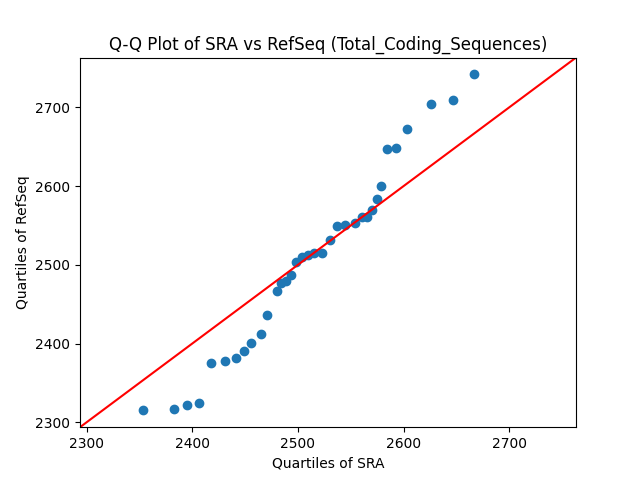 Q-Q Plot of SRA vs RefSeq (Total_Coding_Sequences)
2700
2600
2500
2400
2300
Quartiles of RefSeq
2300 2400 2500 2600 2700
Quartiles of SRA